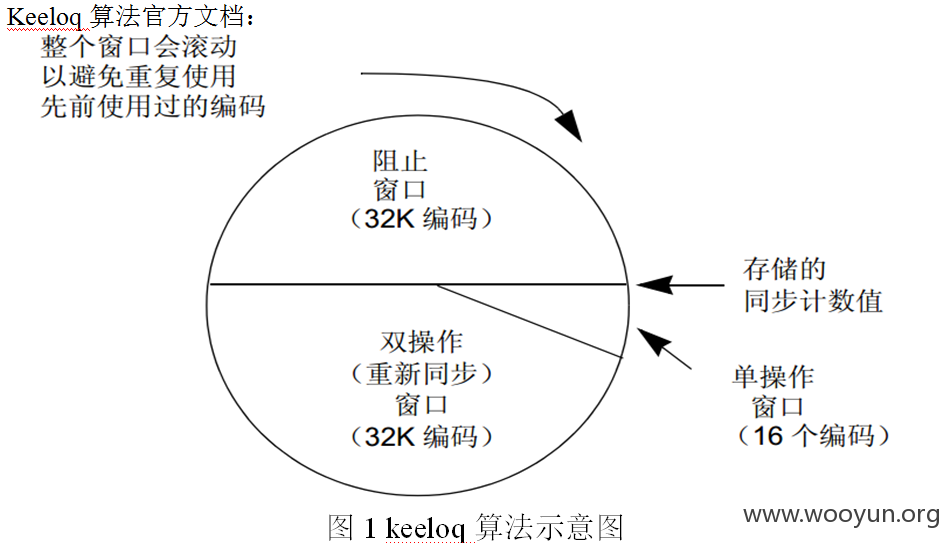 Keeloq 算法官方文档：
整个窗口会滚动
以避免重复使用
先前使用过的编码
阻止
窗口
（32K 编码）
存储的
同步计数值
双操作
（重新同步）
窗口
（32K 编码）
单操作
窗口
（16 个编码）
图 1 keeloq 算法示意图
www.wooyun.org